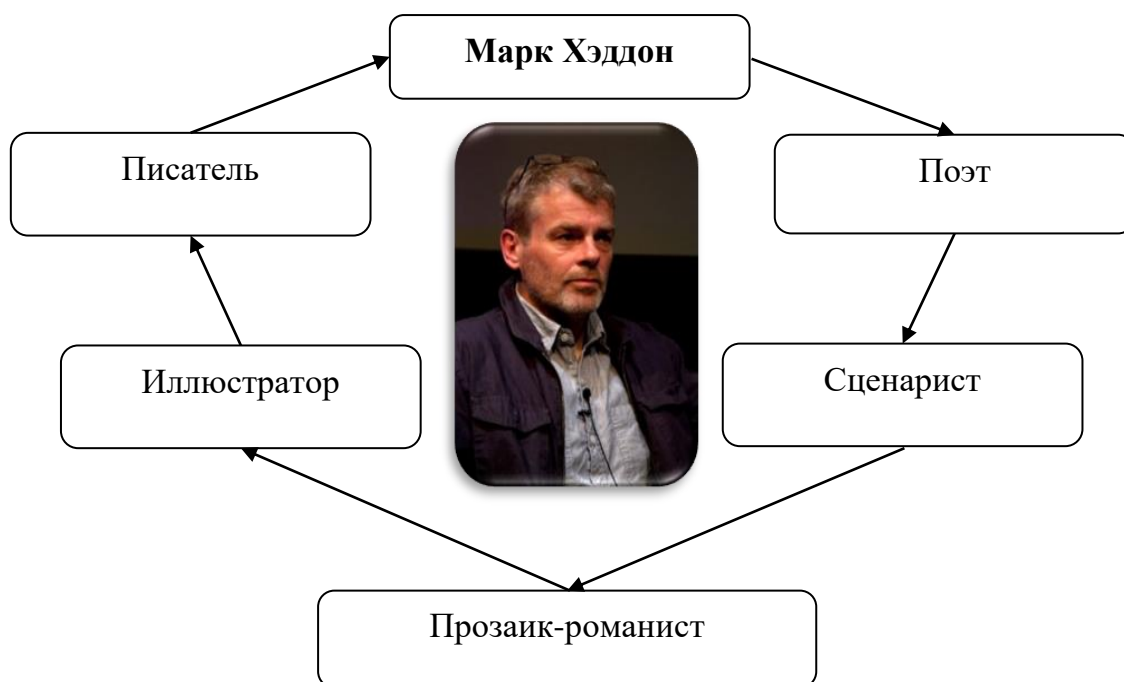 Марк Хэддон
Писатель
Поэт
Иллюстратор
Сценарист
Прозаик-романист